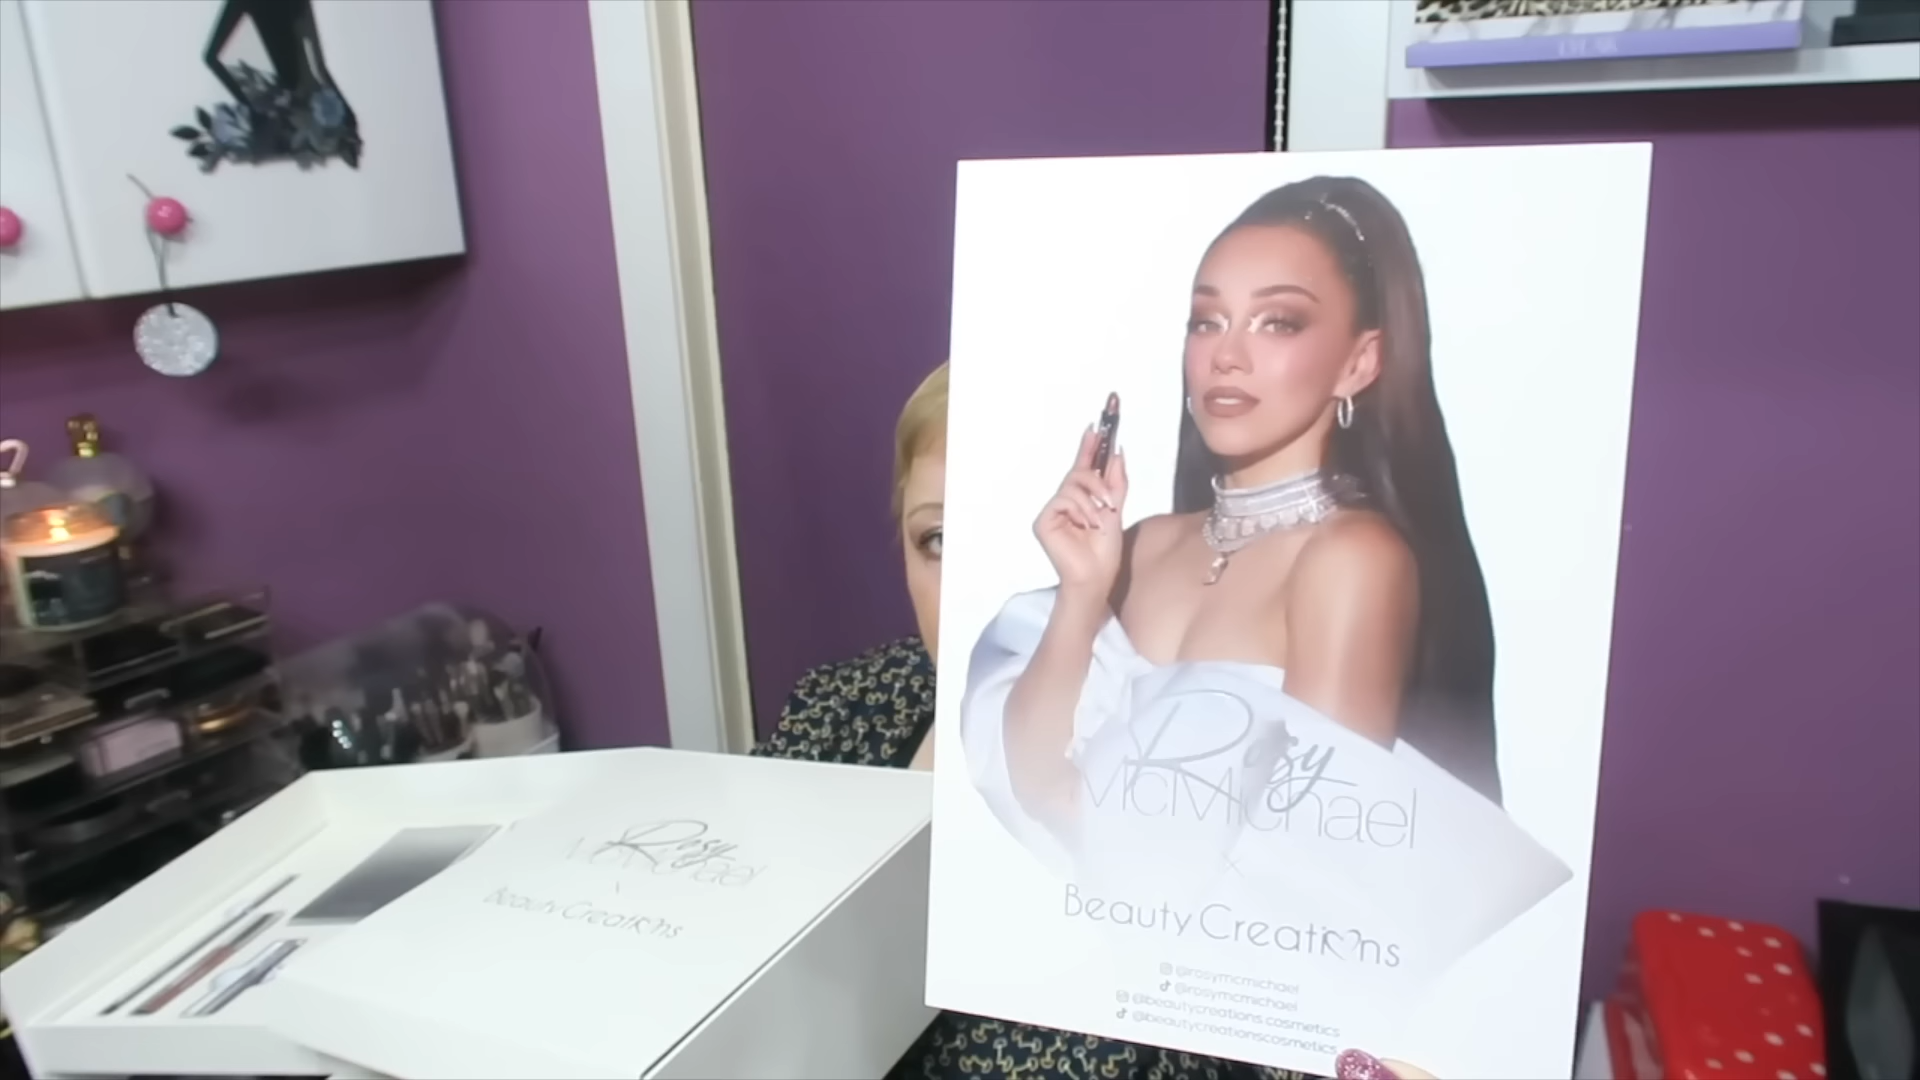 Rosy
McMichael
x
Beauty Creations
@rosymcmichael
@rosymcmichael
@beautycreations.cosmetics
@beautycreationscosmetics
Rosy
McMichael
x
Beauty Creations